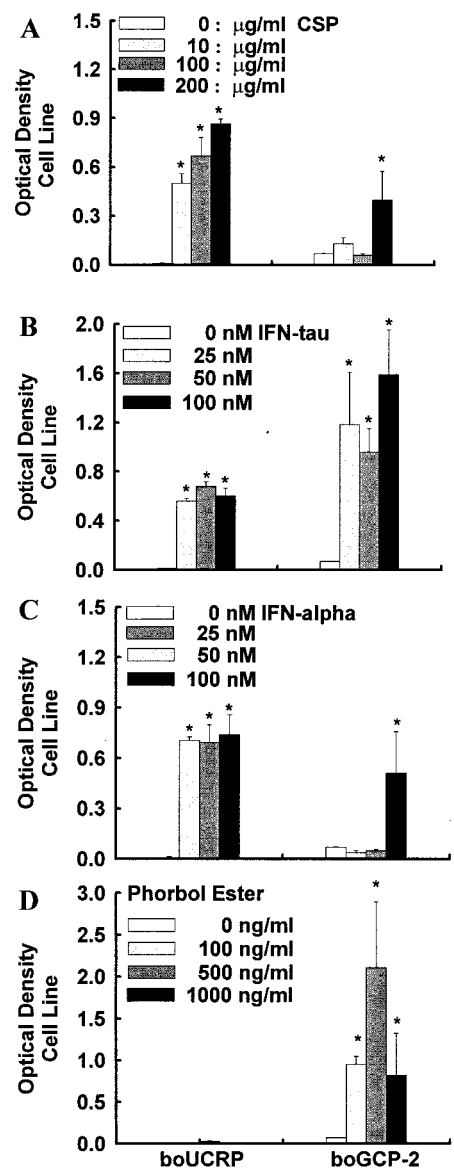 A
0 : µg/ml CSP
10 : µg/ml
100 : µg/ml
200 : µg/ml
Optical Density
Cell Line
1.5
1.2
0.9
0.6
0.3
0.0
* * * *
B
0 nM IFN-tau
25 nM
50 nM
100 nM
Optical Density
Cell Line
2.0
1.6
1.2
0.8
0.4
0.0
* * * * * *
C
0 nM IFN-alpha
25 nM
50 nM
100 nM
Optical Density
Cell Line
1.5
1.2
0.9
0.6
0.3
0.0
* * * *
D
Phorbol Ester
0 ng/ml
100 ng/ml
500 ng/ml
1000 ng/ml
Optical Density
Cell Line
3.0
2.5
2.0
1.5
1.0
0.5
0.0
* * *
boUCRP boGCP-2